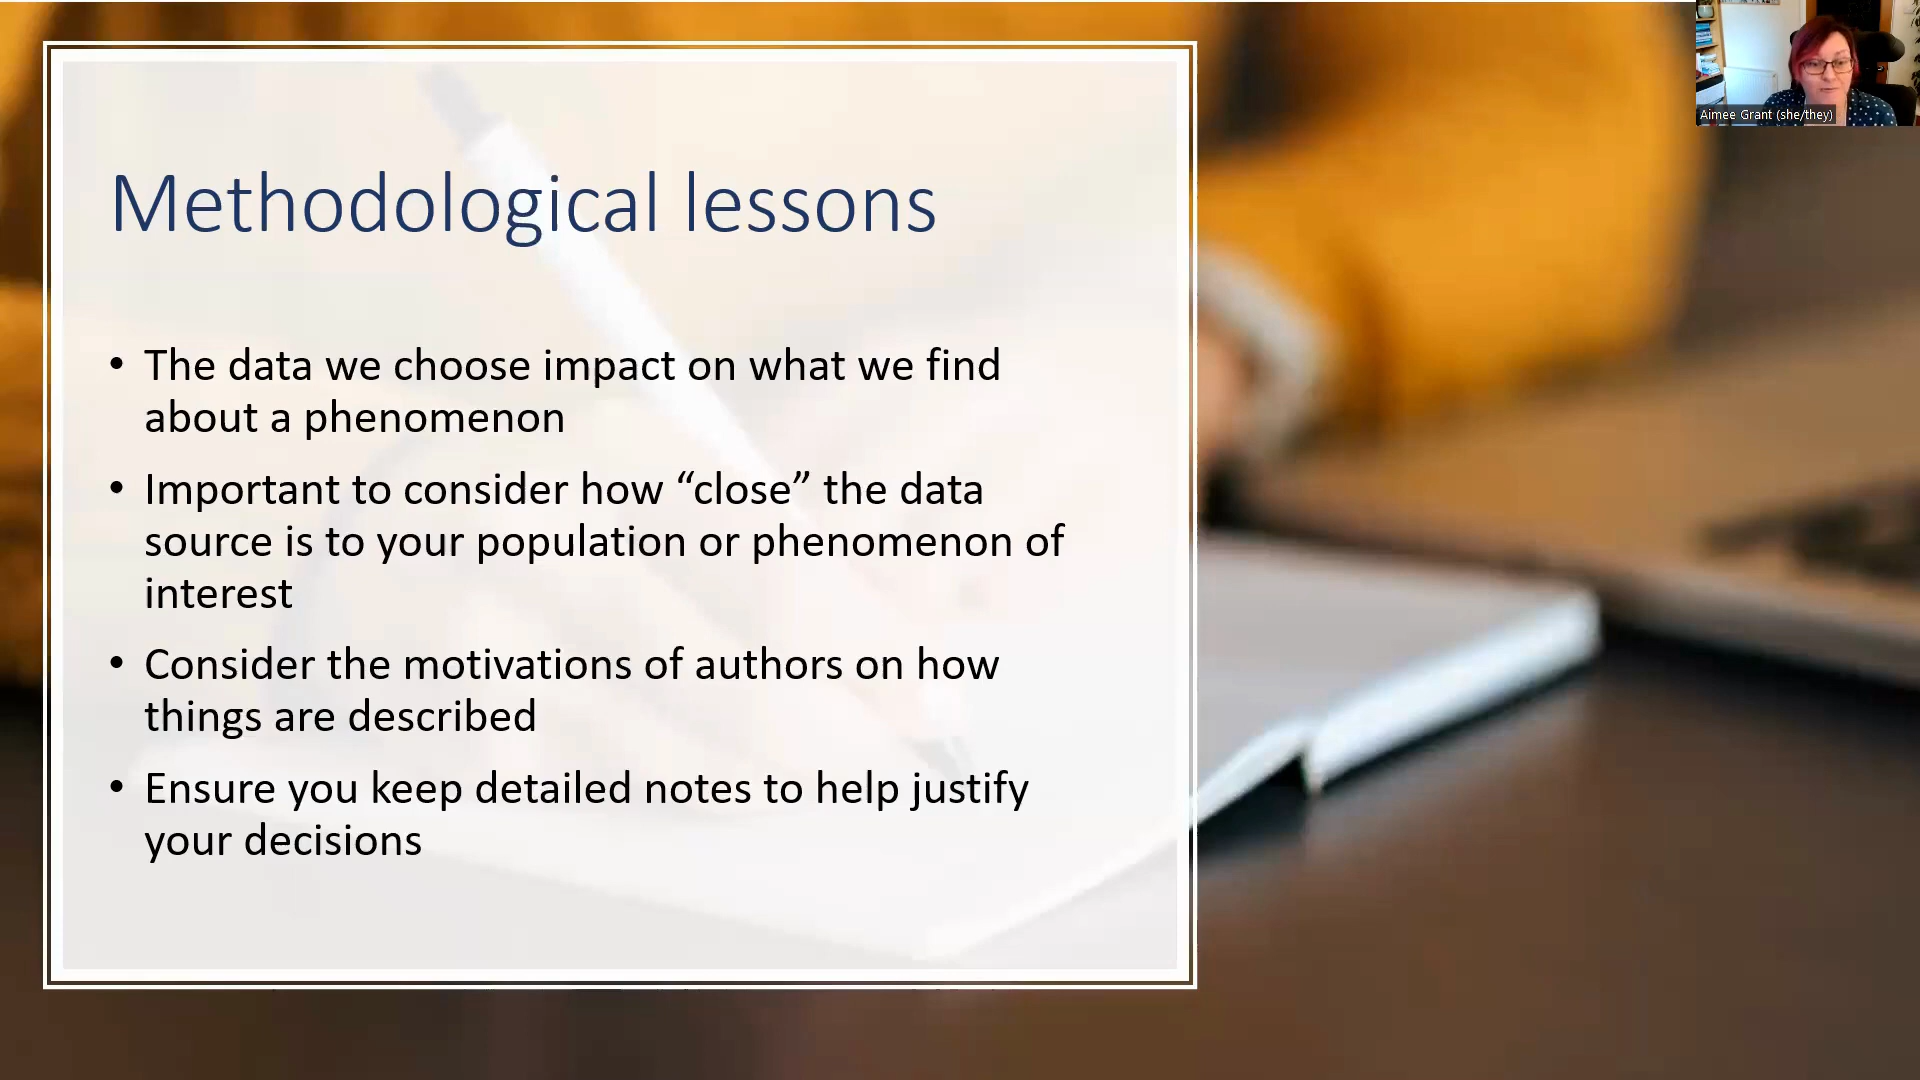 Methodological lessons
• The data we choose impact on what we find
about a phenomenon
• Important to consider how “close” the data
source is to your population or phenomenon of
interest
• Consider the motivations of authors on how
things are described
• Ensure you keep detailed notes to help justify
your decisions
Aimee Grant (she/they)